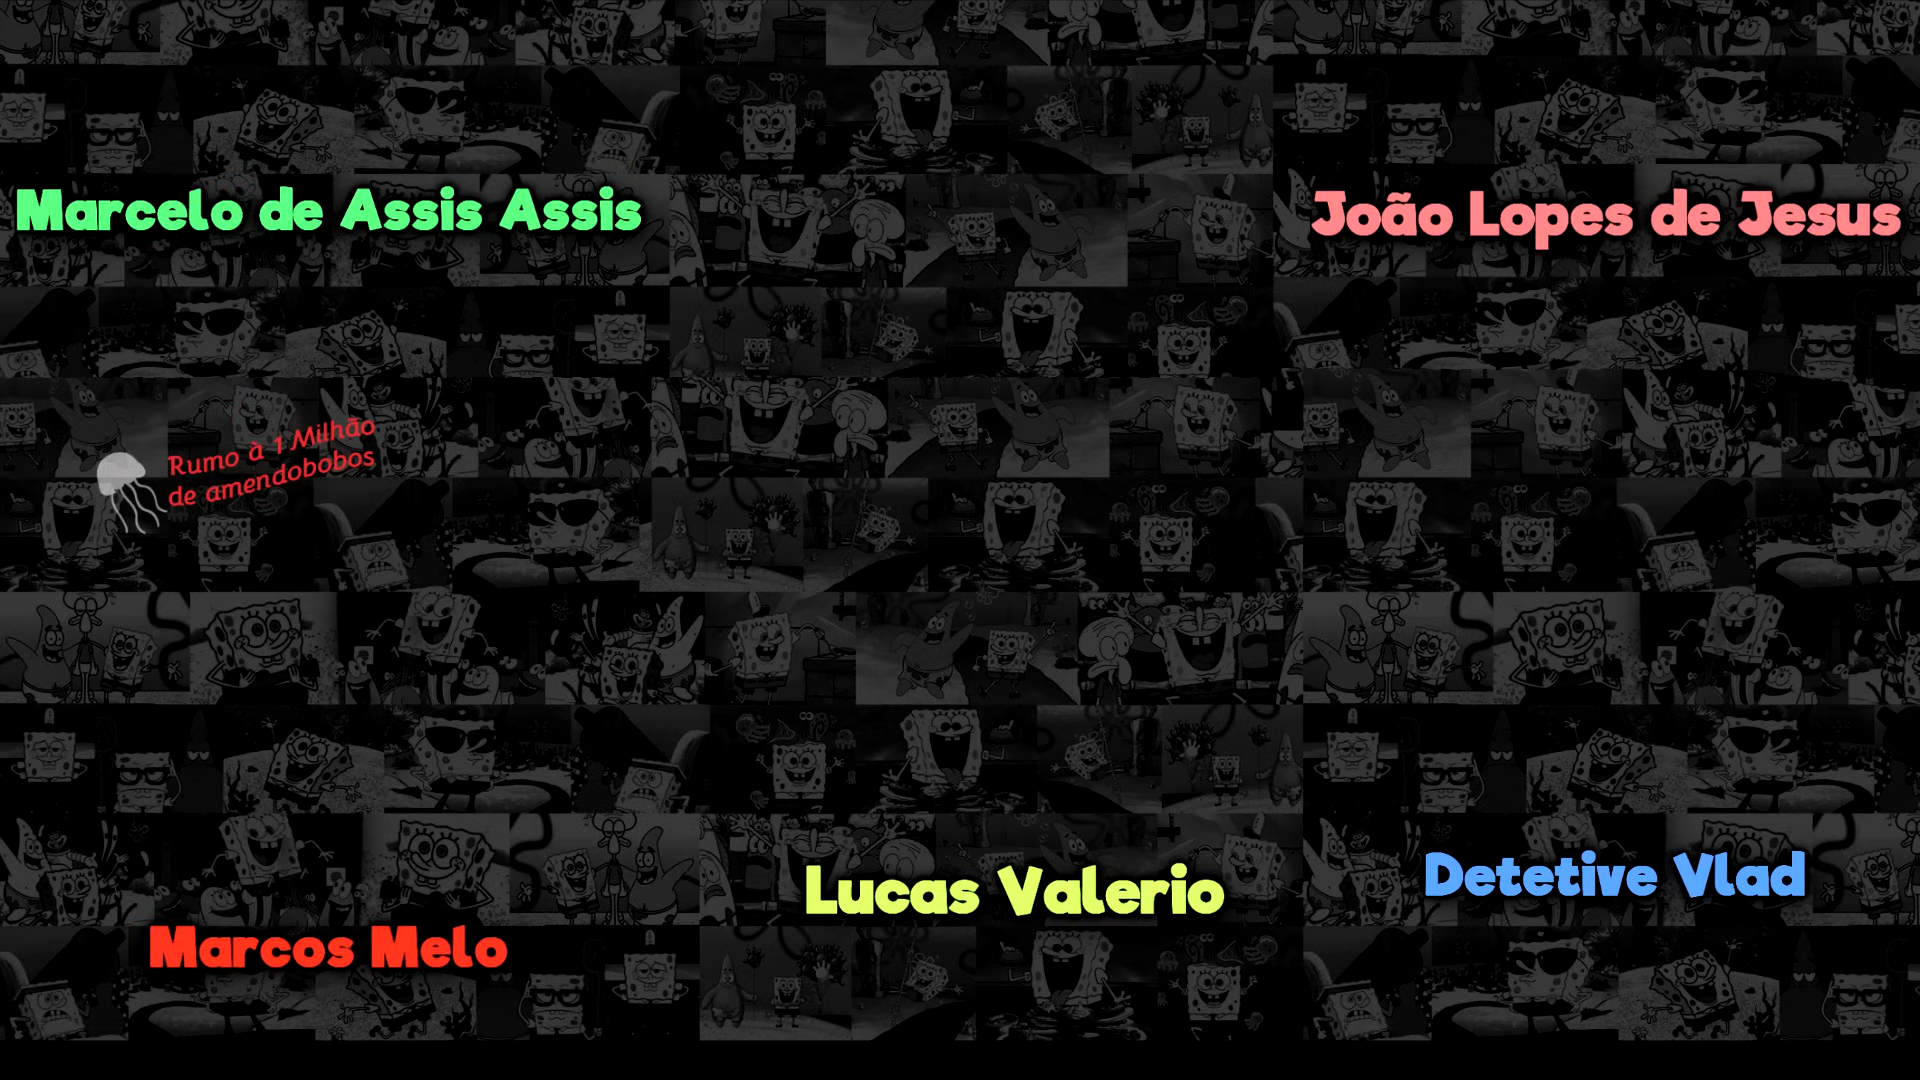 Marcelo de Assis Assis
João Lopes de Jesus
Rumo à 1 Milhão
de amendobobos
Lucas Valerio
Detetive Vlad
Marcos Melo